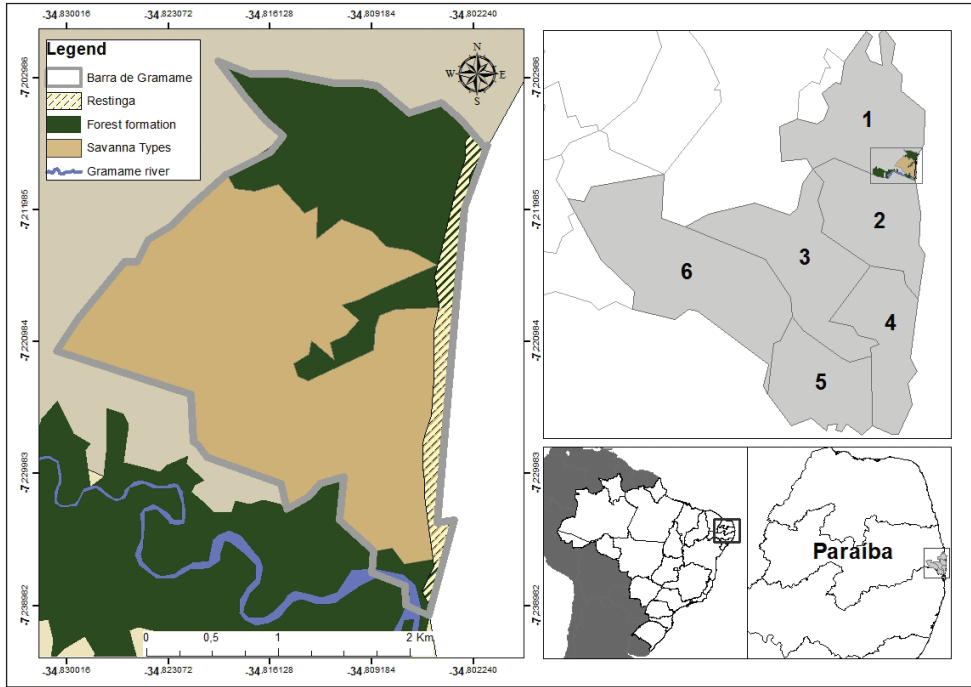 -34.830016 -34.823072 -34.816128 -34.809184 -34.802240
Legend
Barra de Gramame
Restinga
Forest formation
Savanna Types
Gramame river
N
W E
S
-7.202986
-7.211985
-7.220984
-7.229983
-7.238982
-7.202986
-7.211985
-7.220984
-7.229983
-7.238982
0 0,5 1 2 Km
-34.830016 -34.823072 -34.816128 -34.809184 -34.802240
1
2
3
6
4
5
Paraíba